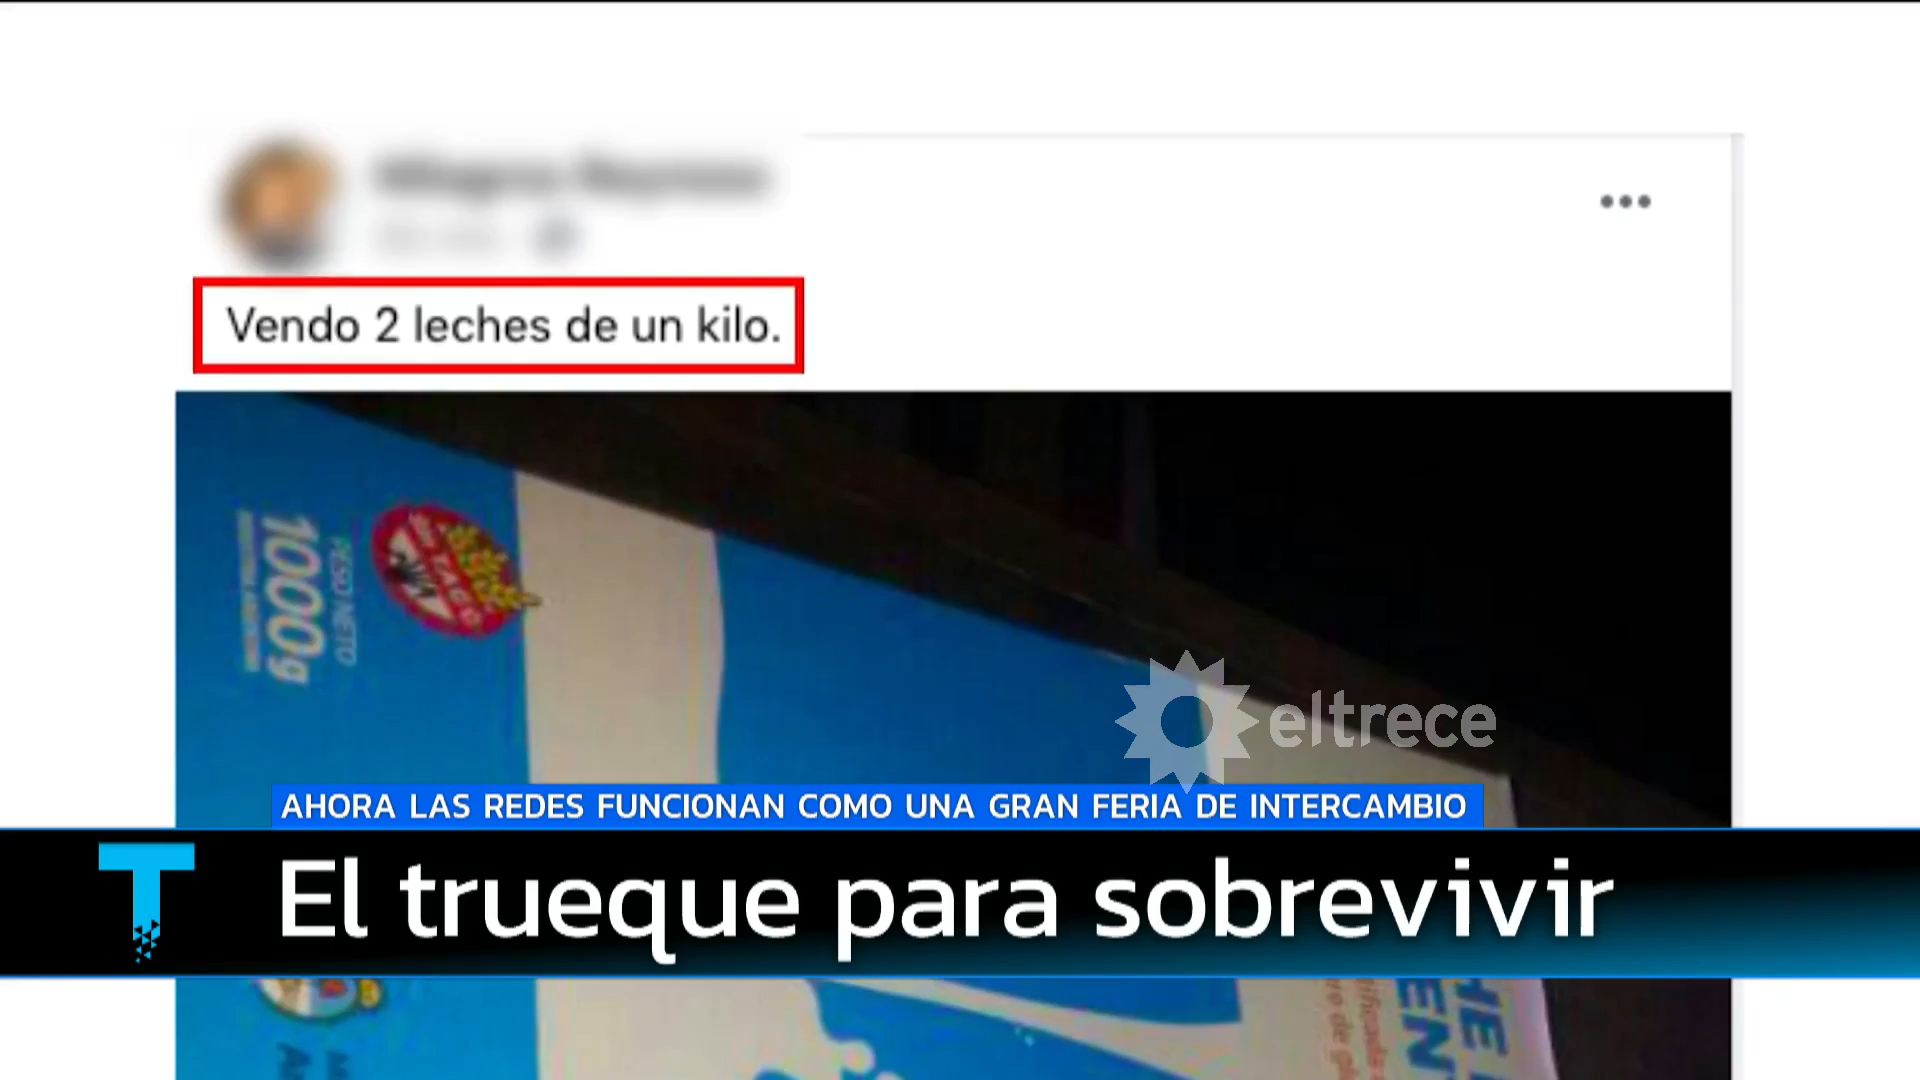 Vendo 2 leches de un kilo.
PESO NETO
1000g
SIN T.A.C.C.
eltrece
AHORA LAS REDES FUNCIONAN COMO UNA GRAN FERIA DE INTERCAMBIO
T El trueque para sobrevivir